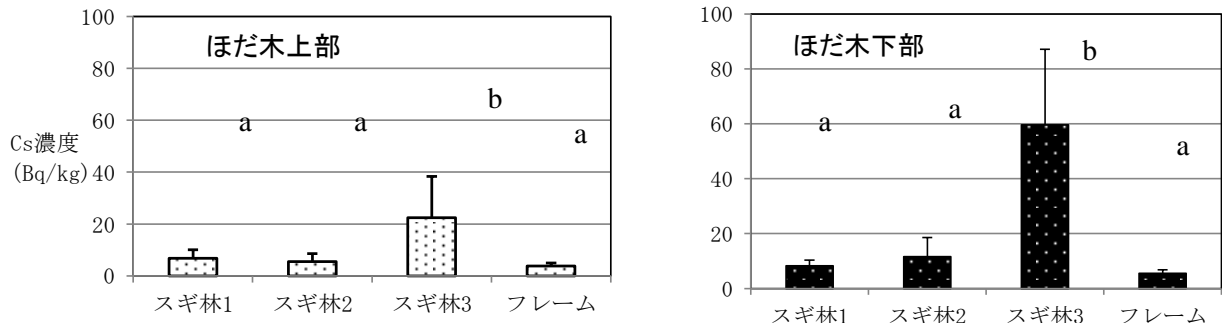 ほだ木上部
Cs濃度
(Bq/kg)
100
80
60
40
20
0
a
a
b
a
スギ林1
スギ林2
スギ林3
フレーム
ほだ木下部
100
80
60
40
20
0
a
a
b
a
スギ林1
スギ林2
スギ林3
フレーム